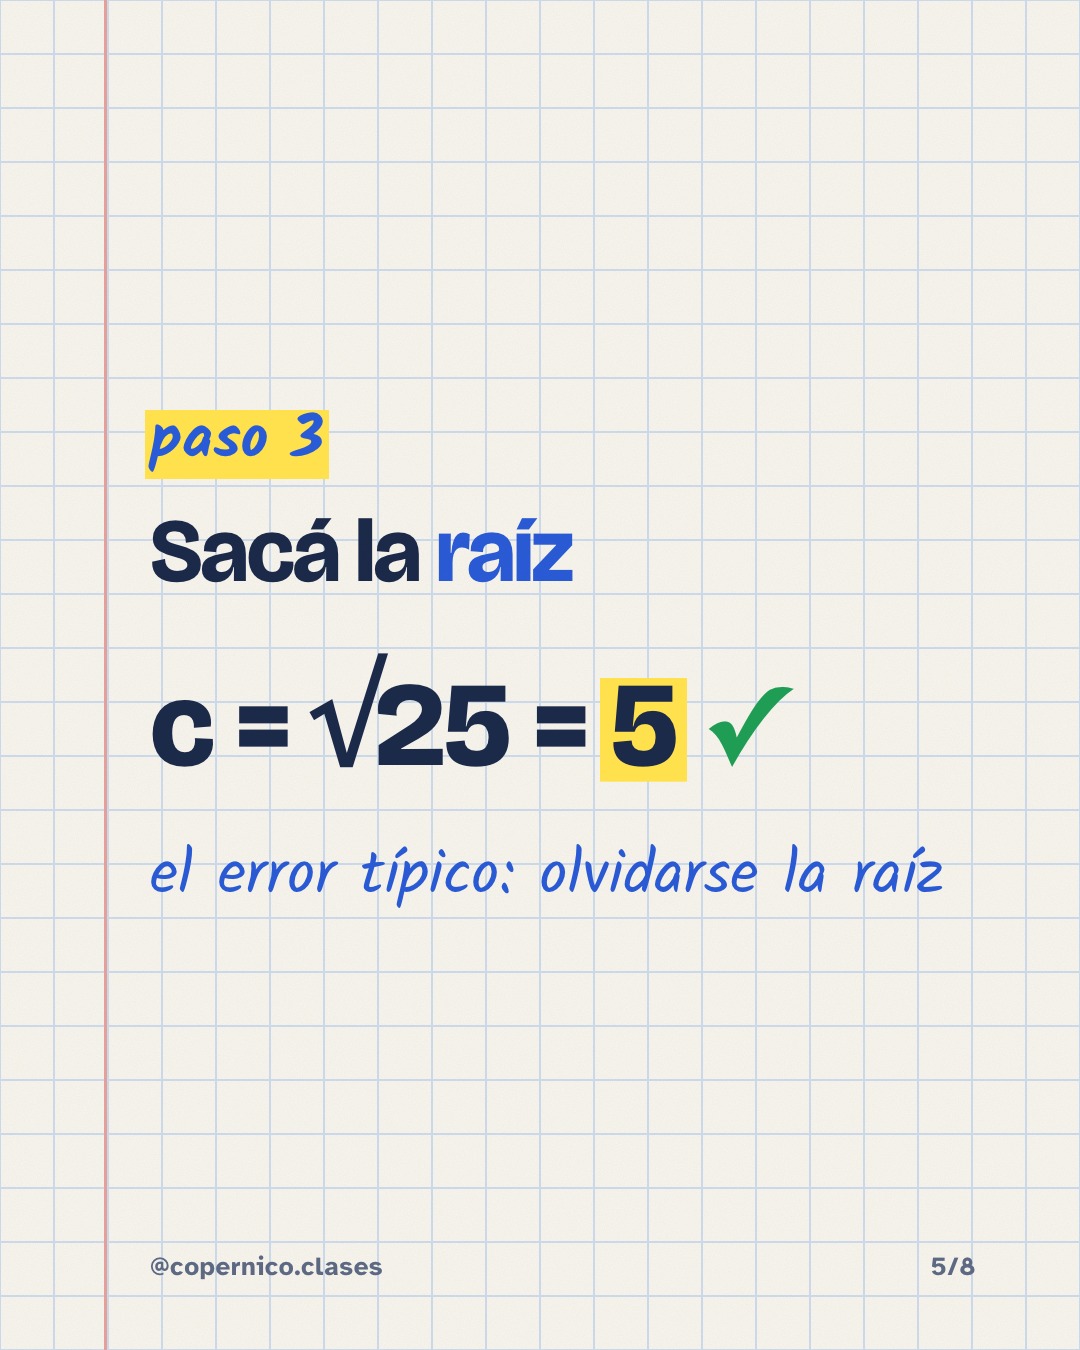 paso 3
Sacá la raíz
c = √25 = 5 ✓
el error típico: olvidarse la raíz
@copernico.clases
5/8